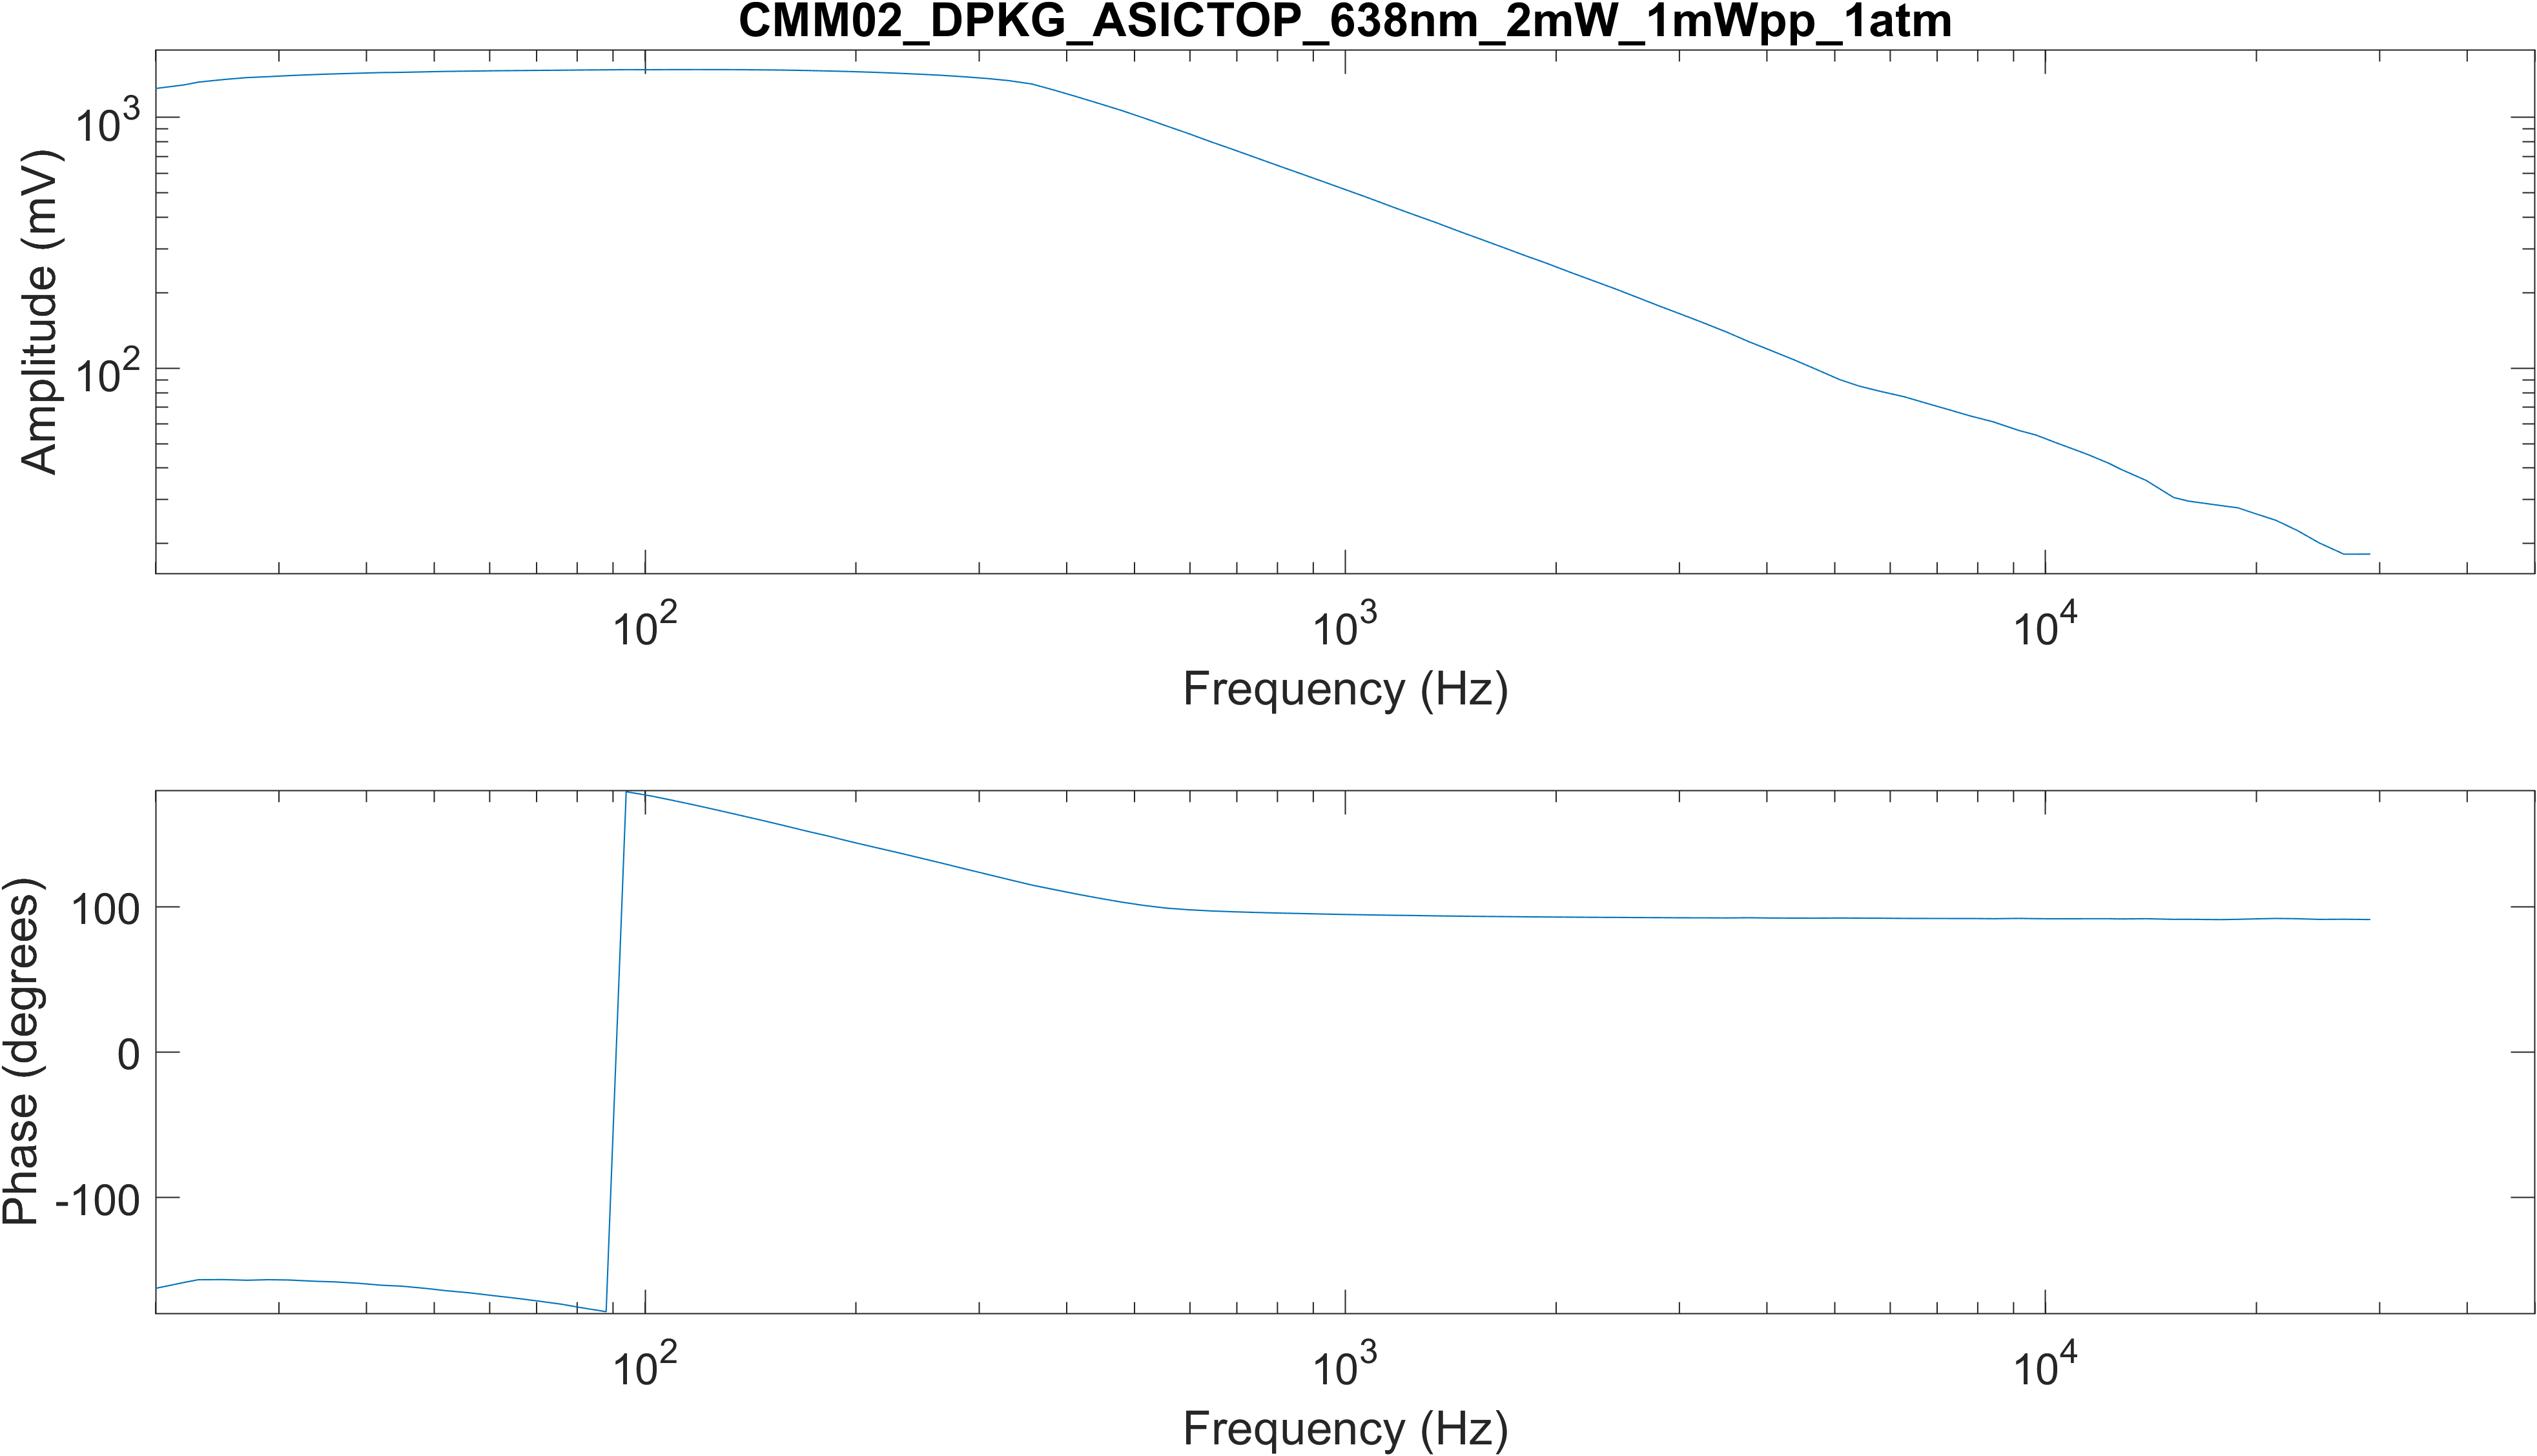 CMM02_DPKG_ASICTOP_638nm_2mW_1mWpp_1atm
Amplitude (mV)
10³
10²
10² 10³ 10⁴
Frequency (Hz)
Phase (degrees)
100
0
-100
10² 10³ 10⁴
Frequency (Hz)